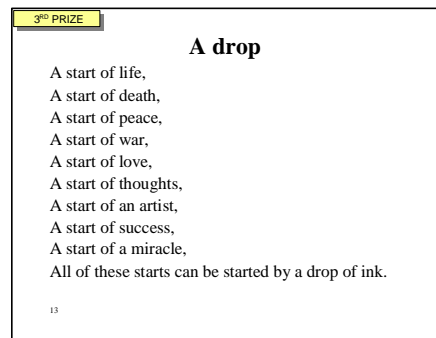 3RD PRIZE
A drop
A start of life,
A start of death,
A start of peace,
A start of war,
A start of love,
A start of thoughts,
A start of an artist,
A start of success,
A start of a miracle,
All of these starts can be started by a drop of ink.
13